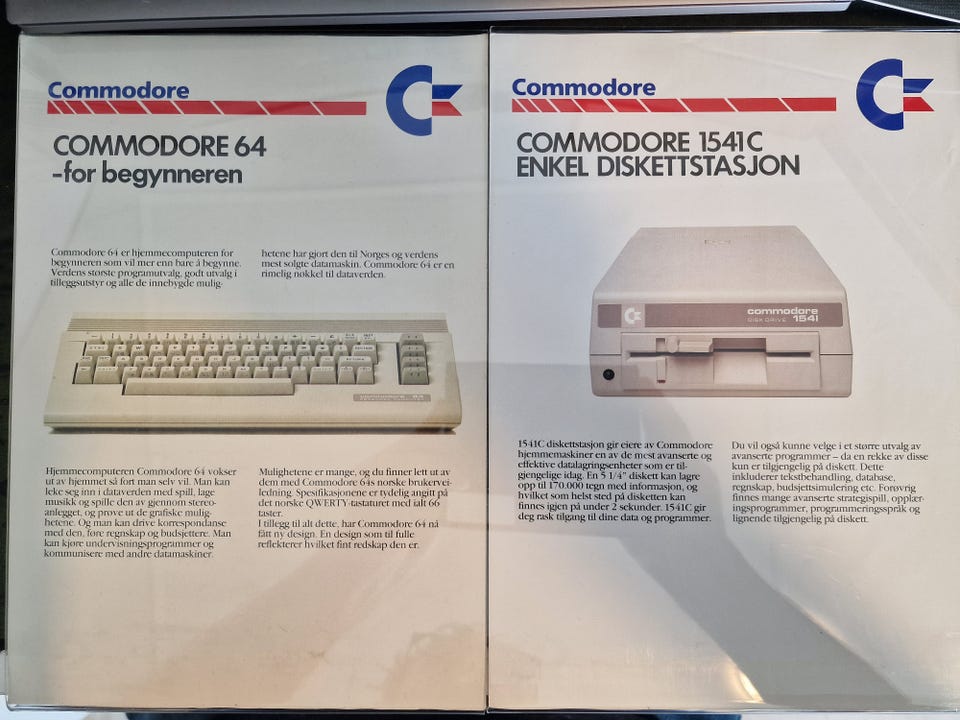 Commodore
COMMODORE 64
-for begynneren
Commodore 64 er hjemmecomputeren for
begynneren som vil mer enn bare å begynne.
Verdens største programutvalg, godt utvalg i
tilleggsutstyr og alle de innebygde mulig-
hetene har gjort den til Norges og verdens
mest solgte datamaskin. Commodore 64 er en
rimelig nøkkel til dataverden.
Hjemmecomputeren Commodore 64 vokser
ut av hjemmet så fort man selv vil. Man kan
leke seg inn i dataverden med spill, lage
musikk og spille den av gjennom stereo-
anlegget, og prøve ut de grafiske mulig-
hetene. Og man kan drive korrespondanse
med den, føre regnskap og budsjettere. Man
kan kjøre undervisningsprogrammer og
kommunisere med andre datamaskiner.
Mulighetene er mange, og du finner lett ut av
dem med Commodore 64s norske brukervei-
ledning. Spesifikasjonene er tydelig angitt på
det norske QWERTY-tastaturet med ialt 66
taster.
I tillegg til alt dette, har Commodore 64 nå
fått ny design. En design som til fulle
reflekterer hvilket fint redskap den er.
Commodore
COMMODORE 1541C
ENKEL DISKETTSTASJON
commodore
DISK DRIVE 1541
1541C diskettstasjon gir eiere av Commodore
hjemmemaskiner en av de mest avanserte og
effektive datalagringsenheter som er til-
gjengelige idag. En 5 1/4" diskett kan lagre
opp til 170.000 tegn med informasjon, og
hvilket som helst sted på disketten kan
finnes igjen på under 2 sekunder. 1541C gir
deg rask tilgang til dine data og programmer.
Du vil også kunne velge i et større utvalg av
avanserte programmer – da en rekke av disse
kun er tilgjengelig på diskett. Dette
inkluderer tekstbehandling, database,
regnskap, budsjettsimulering etc. Forøvrig
finnes mange avanserte strategispill, opplær-
ingsprogrammer, programmeringsspråk og
lignende tilgjengelig på diskett.